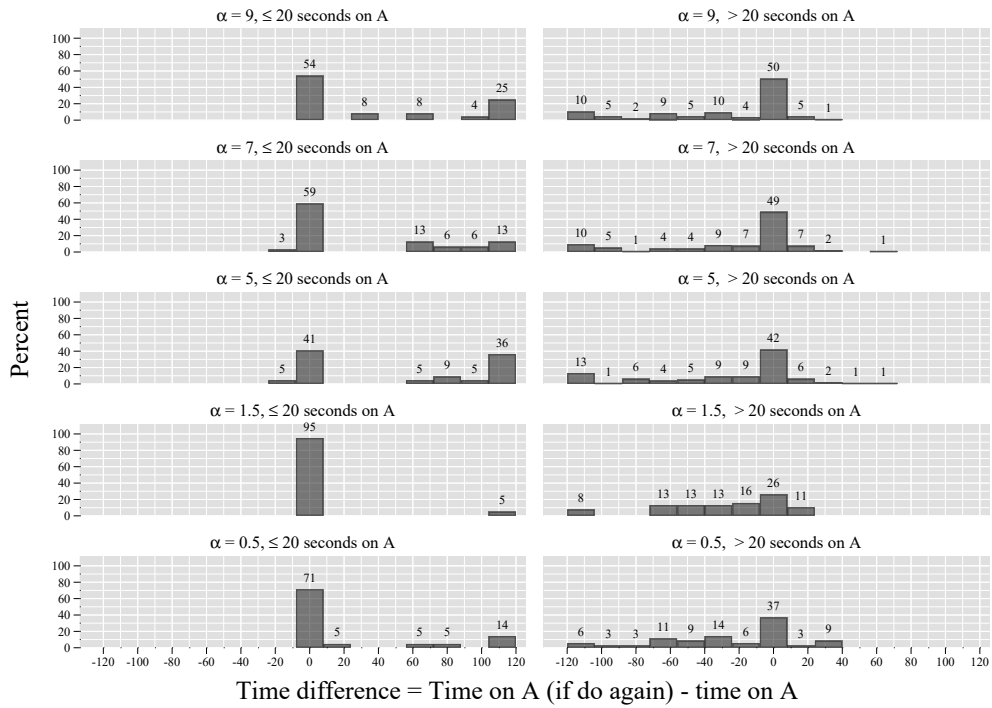 α = 9, ≤ 20 seconds on A
100
80
60
40
20
0
54 8 8 4 25
α = 9, > 20 seconds on A
10 5 2 9 5 10 4 50 5 1
α = 7, ≤ 20 seconds on A
100
80
60
40
20
0
3 59 13 6 6 13
α = 7, > 20 seconds on A
10 5 1 4 4 9 7 49 7 2 1
α = 5, ≤ 20 seconds on A
100
80
60
40
20
0
5 41 5 9 5 36
α = 5, > 20 seconds on A
13 1 6 4 5 9 9 42 6 2 1 1
Percent
α = 1.5, ≤ 20 seconds on A
100
80
60
40
20
0
95 5
α = 1.5, > 20 seconds on A
8 13 13 13 16 26 11
α = 0.5, ≤ 20 seconds on A
100
80
60
40
20
0
71 5 5 5 14
α = 0.5, > 20 seconds on A
6 3 3 11 9 14 6 37 3 9
-120 -100 -80 -60 -40 -20 0 20 40 60 80 100 120
-120 -100 -80 -60 -40 -20 0 20 40 60 80 100 120
Time difference = Time on A (if do again) - time on A